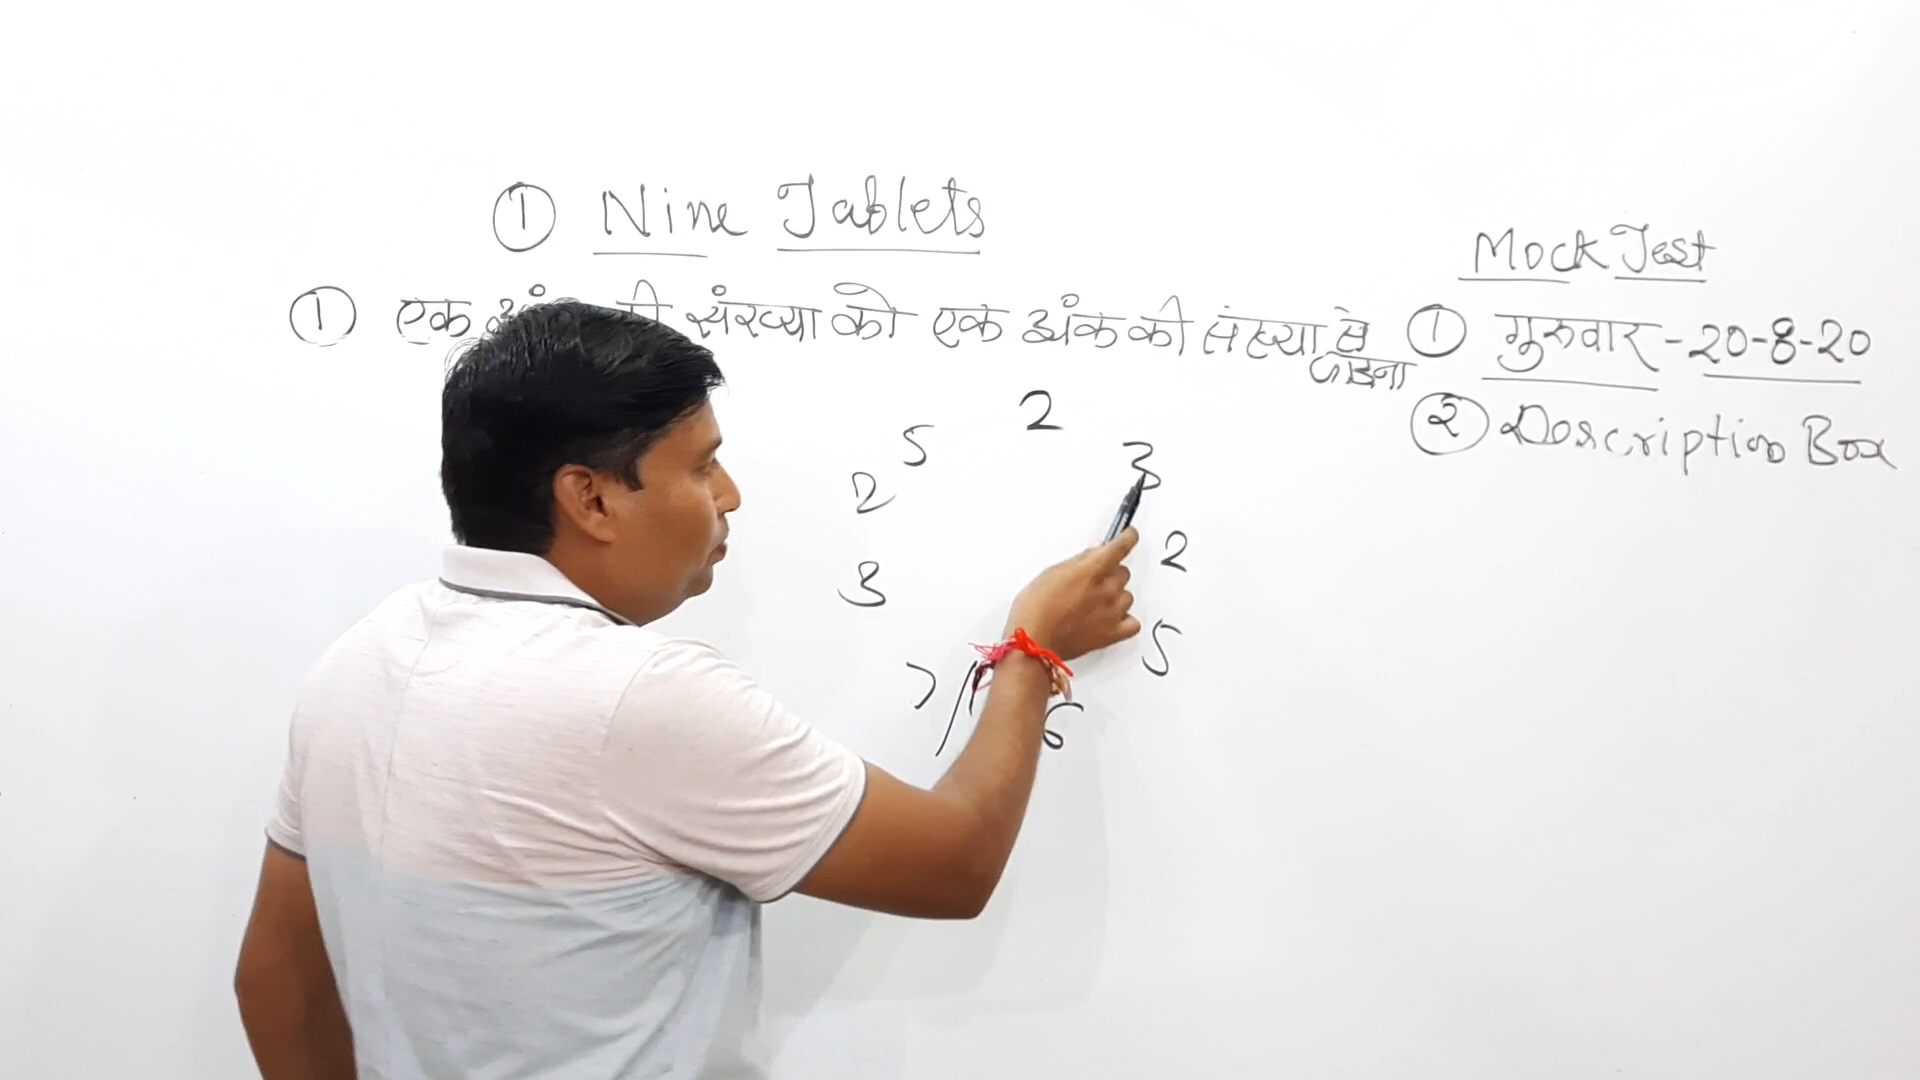 ① Nine Tablets
① एक की संख्या को एक अंक की संख्या से
जोडना
2
5
3
2
2
3
5
7
6
Mock Test
① गुरुवार - 20-8-20
② Description Box